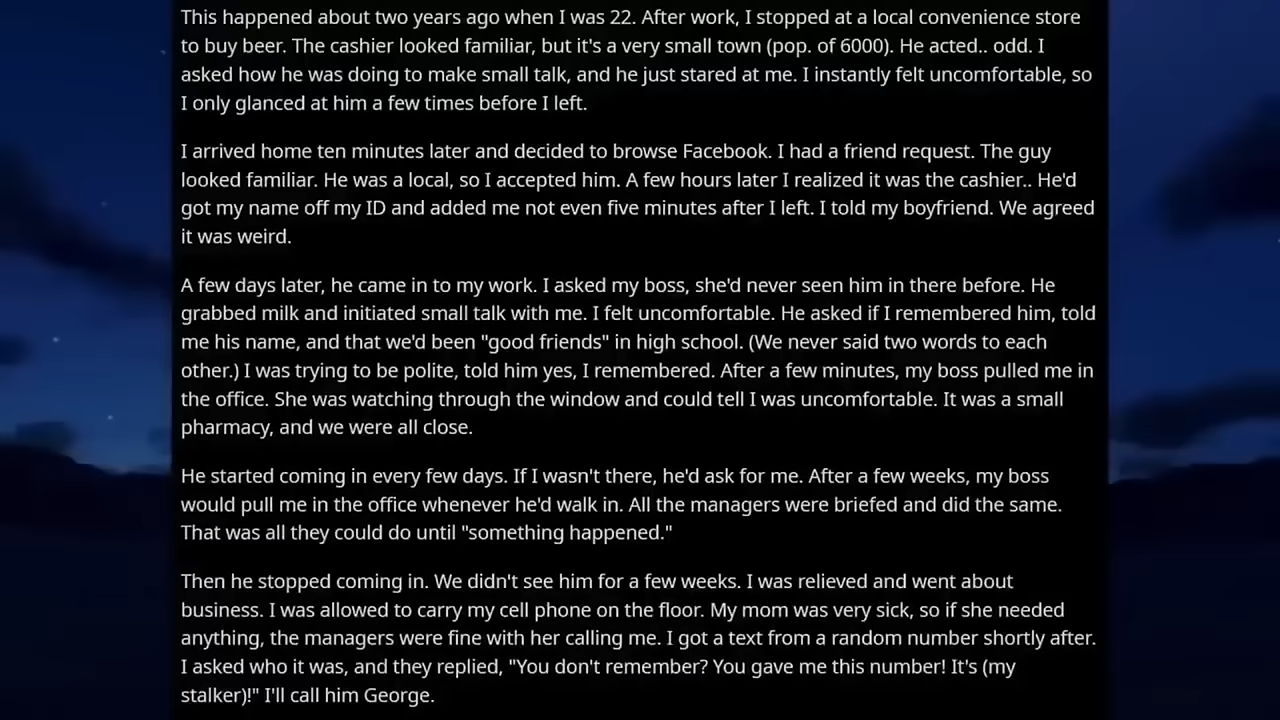 This happened about two years ago when I was 22. After work, I stopped at a local convenience store
to buy beer. The cashier looked familiar, but it's a very small town (pop. of 6000). He acted.. odd. I
asked how he was doing to make small talk, and he just stared at me. I instantly felt uncomfortable, so
I only glanced at him a few times before I left.
I arrived home ten minutes later and decided to browse Facebook. I had a friend request. The guy
looked familiar. He was a local, so I accepted him. A few hours later I realized it was the cashier.. He'd
got my name off my ID and added me not even five minutes after I left. I told my boyfriend. We agreed
it was weird.
A few days later, he came in to my work. I asked my boss, she'd never seen him in there before. He
grabbed milk and initiated small talk with me. I felt uncomfortable. He asked if I remembered him, told
me his name, and that we'd been "good friends" in high school. (We never said two words to each
other.) I was trying to be polite, told him yes, I remembered. After a few minutes, my boss pulled me in
the office. She was watching through the window and could tell I was uncomfortable. It was a small
pharmacy, and we were all close.
He started coming in every few days. If I wasn't there, he'd ask for me. After a few weeks, my boss
would pull me in the office whenever he'd walk in. All the managers were briefed and did the same.
That was all they could do until "something happened."
Then he stopped coming in. We didn't see him for a few weeks. I was relieved and went about
business. I was allowed to carry my cell phone on the floor. My mom was very sick, so if she needed
anything, the managers were fine with her calling me. I got a text from a random number shortly after.
I asked who it was, and they replied, "You don't remember? You gave me this number! It's (my
stalker)!" I'll call him George.